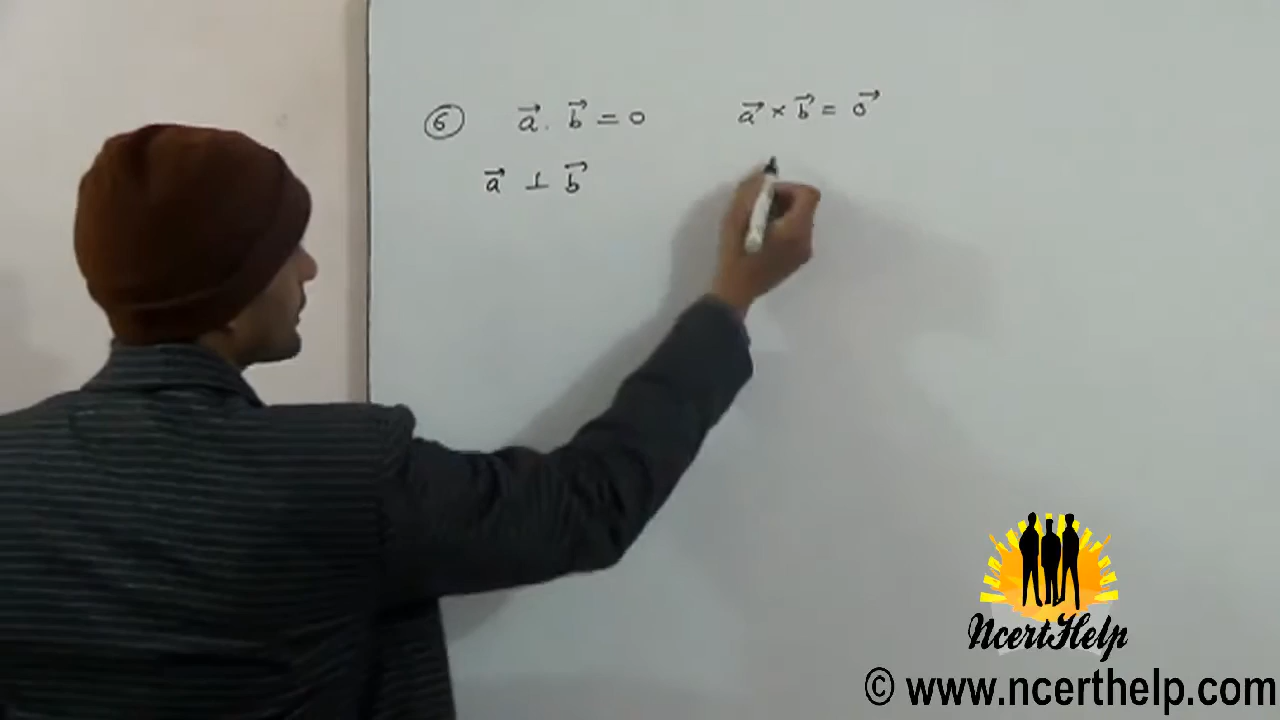 ⑥ a⃗ . b⃗ = 0 a⃗ × b⃗ = 0⃗
a⃗ ⊥ b⃗
NcertHelp
© www.ncerthelp.com